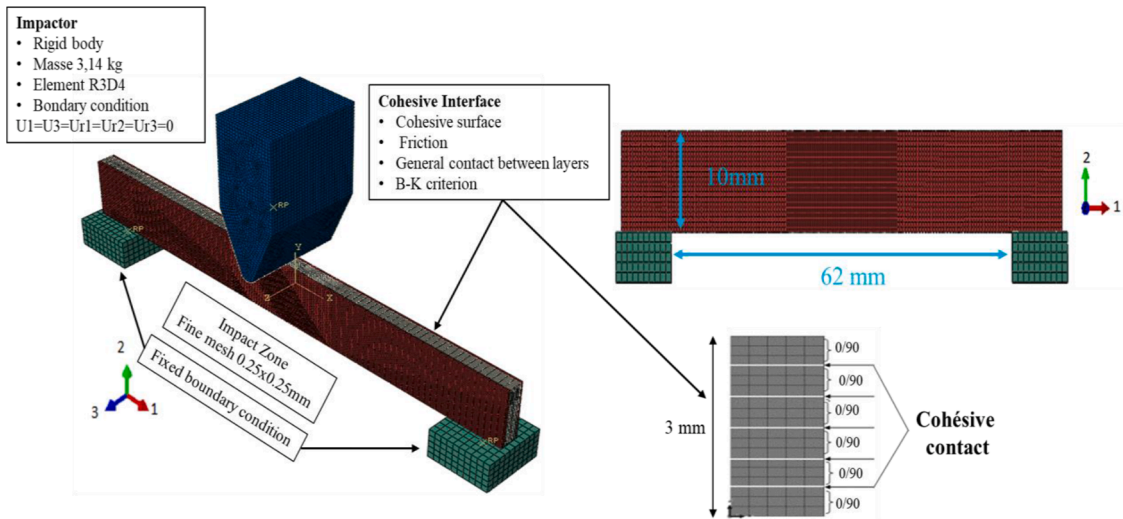 Impactor
• Rigid body
• Masse 3,14 kg
• Element R3D4
• Bondary condition
U1=U3=Ur1=Ur2=Ur3=0
Cohesive Interface
• Cohesive surface
• Friction
• General contact between layers
• B-K criterion
RP
RP
RP
Y
Z
X
Impact Zone
Fine mesh 0.25x0.25mm
Fixed boundary condition
2
3
1
10mm
62 mm
2
1
3 mm
0/90
0/90
0/90
0/90
0/90
0/90
Cohésive
contact